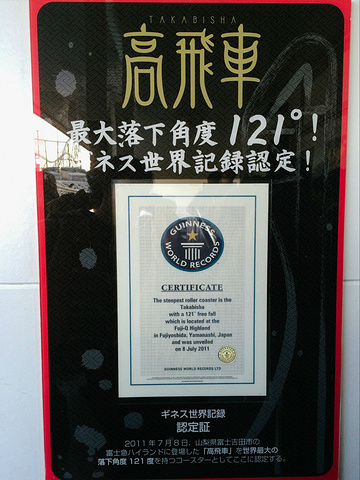 TAKABISHA
高飛車
最大落下角度 121°!
ギネス世界記録認定!
GUINNESS
WORLD RECORDS
CERTIFICATE
The steepest roller coaster is the
Takabisha
with a 121° free fall
which is located at the
Fuji-Q Highland
in Fujiyoshida, Yamanashi, Japan
and was unveiled
on 8 July 2011
GUINNESS WORLD RECORDS LTD
ギネス世界記録
認定証
2011年7月8日、山梨県富士吉田市の
富士急ハイランドに登場した「高飛車」を世界最大の
落下角度121度を持つコースターとしてここに認定する。